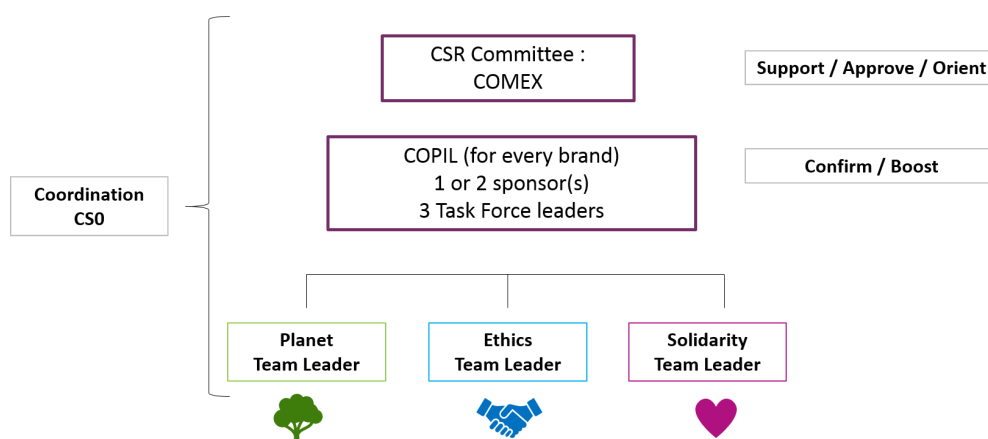 CSR Committee :
COMEX
Support / Approve / Orient
COPIL (for every brand)
1 or 2 sponsor(s)
3 Task Force leaders
Confirm / Boost
Coordination
CS0
Planet
Team Leader
Ethics
Team Leader
Solidarity
Team Leader